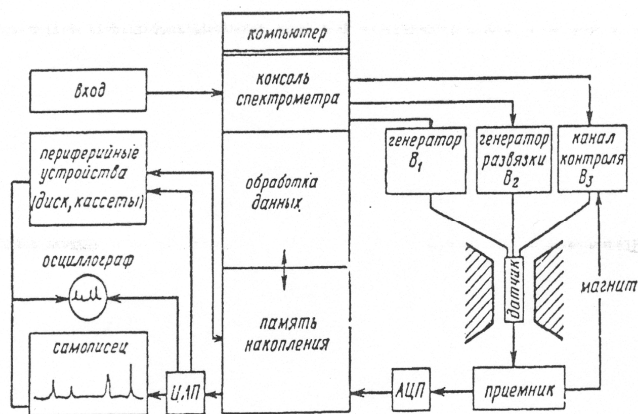 компьютер
консоль
спектрометра
вход
периферийные
устройства
(диск, кассеты)
обработка
данных
генератор
B₁
генератор
развязки
B₂
канал
контроля
B₃
осциллограф
датчик
магнит
память
накопления
самописец
ЦАП
АЦП
приемник